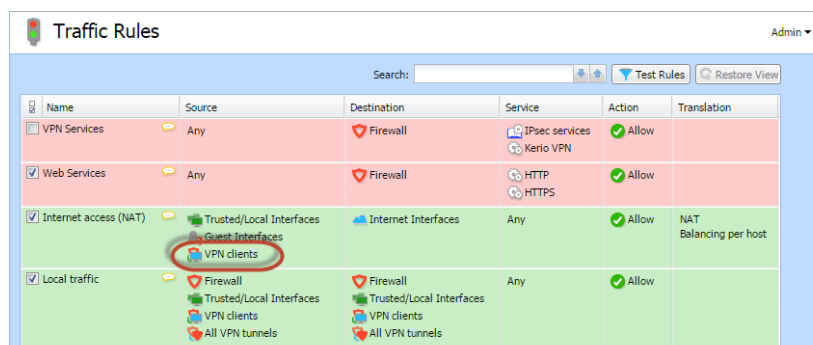 Traffic Rules
Admin
Search:
Test Rules
Restore View
Name Source Destination Service Action Translation
VPN Services Any Firewall IPsec services Allow
Kerio VPN
Web Services Any Firewall HTTP Allow
HTTPS
Internet access (NAT) Trusted/Local Interfaces Internet Interfaces Any Allow NAT
Guest Interfaces Balancing per host
VPN clients
Local traffic Firewall Firewall Any Allow
Trusted/Local Interfaces Trusted/Local Interfaces
VPN clients VPN clients
All VPN tunnels All VPN tunnels